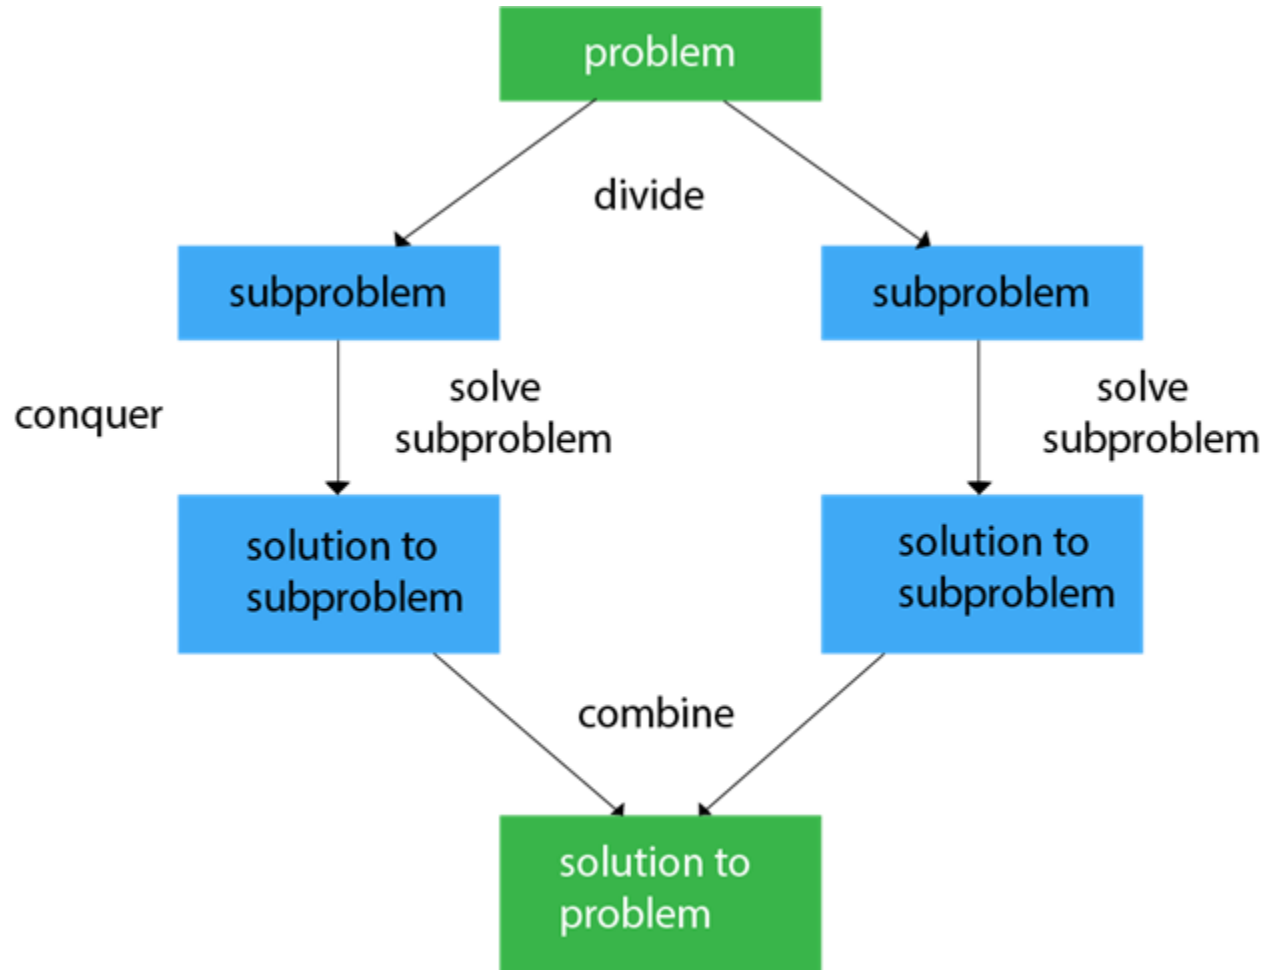 problem
divide
subproblem
subproblem
conquer
solve
subproblem
solve
subproblem
solution to
subproblem
solution to
subproblem
combine
solution to
problem